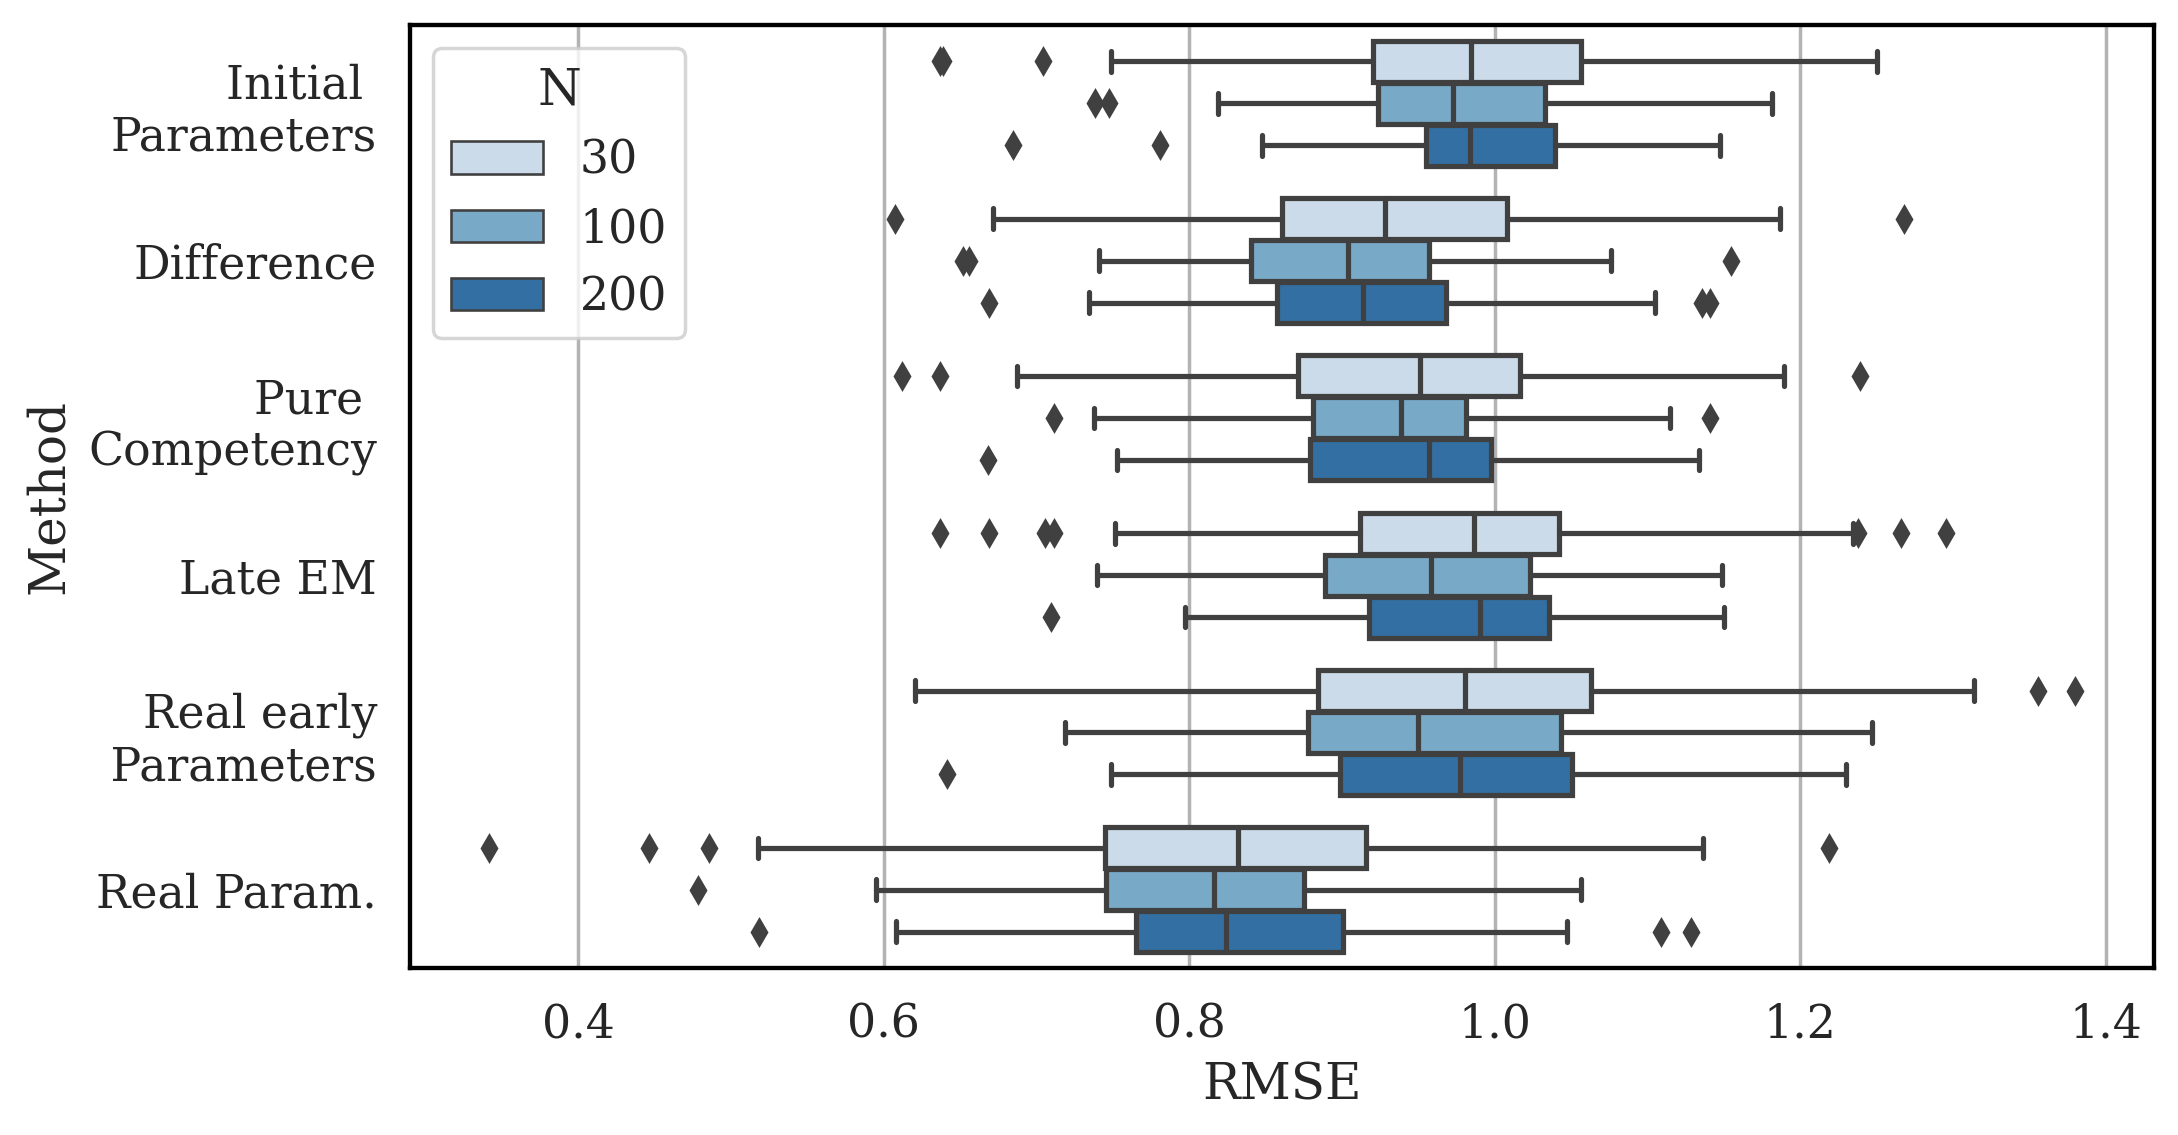 Initial
Parameters
Difference
Pure
Competency
Late EM
Real early
Parameters
Real Param.
Method
N
30
100
200
0.4 0.6 0.8 1.0 1.2 1.4
RMSE